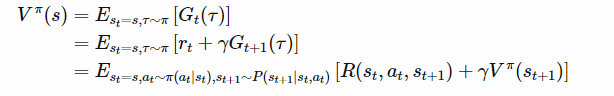 V^π(s) = E_{s_t=s,τ∼π}[G_t(τ)]
= E_{s_t=s,τ∼π}[r_t + γG_{t+1}(τ)]
= E_{s_t=s,a_t∼π(a_t|s_t),s_{t+1}∼P(s_{t+1}|s_t,a_t)}[R(s_t, a_t, s_{t+1}) + γV^π(s_{t+1})]